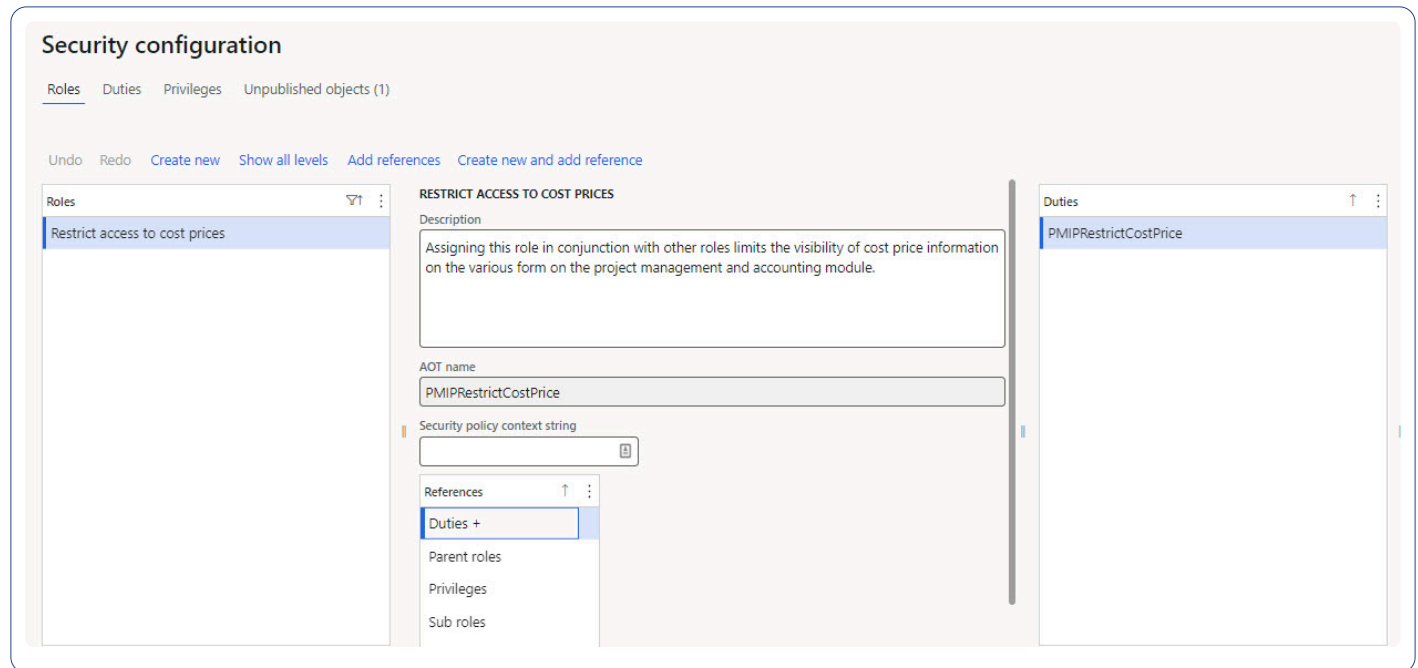 Security configuration
Roles Duties Privileges Unpublished objects (1)
Undo Redo Create new Show all levels Add references Create new and add reference
Roles
Restrict access to cost prices
RESTRICT ACCESS TO COST PRICES
Description
Assigning this role in conjunction with other roles limits the visibility of cost price information
on the various form on the project management and accounting module.
AOT name
PMIPRestrictCostPrice
Security policy context string
References
Duties +
Parent roles
Privileges
Sub roles
Duties
PMIPRestrictCostPrice